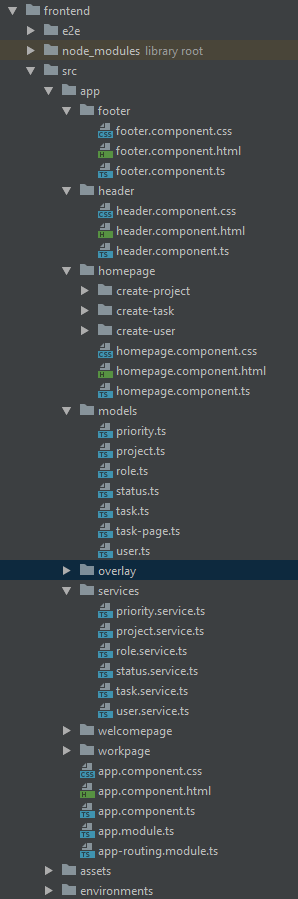 frontend
e2e
node_modules library root
src
app
footer
footer.component.css
footer.component.html
footer.component.ts
header
header.component.css
header.component.html
header.component.ts
homepage
create-project
create-task
create-user
homepage.component.css
homepage.component.html
homepage.component.ts
models
priority.ts
project.ts
role.ts
status.ts
task.ts
task-page.ts
user.ts
overlay
services
priority.service.ts
project.service.ts
role.service.ts
status.service.ts
task.service.ts
user.service.ts
welcomepage
workpage
app.component.css
app.component.html
app.component.ts
app.module.ts
app-routing.module.ts
assets
environments